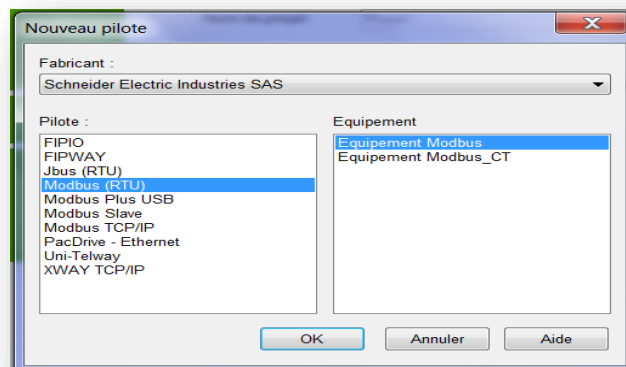 Nouveau pilote
Fabricant :
Schneider Electric Industries SAS
Pilote :
FIPIO
FIPWAY
Jbus (RTU)
Modbus (RTU)
Modbus Plus USB
Modbus Slave
Modbus TCP/IP
PacDrive - Ethernet
Uni-Telway
XWAY TCP/IP
Equipement
Equipement Modbus
Equipement Modbus_CT
OK
Annuler
Aide